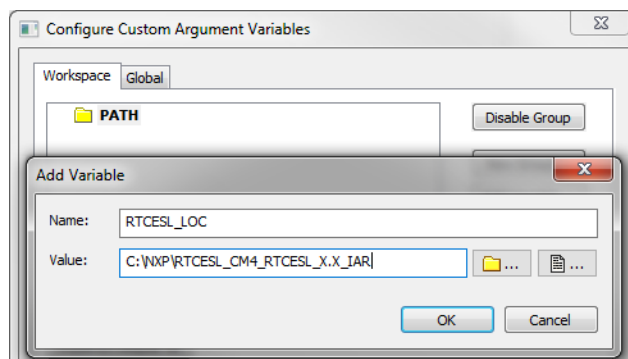 Configure Custom Argument Variables
Workspace Global
PATH
Disable Group
Add Variable
Name: RTCESL_LOC
Value: C:\NXP\RTCESL_CM4_RTCESL_X.X_IAR
... ...
OK Cancel